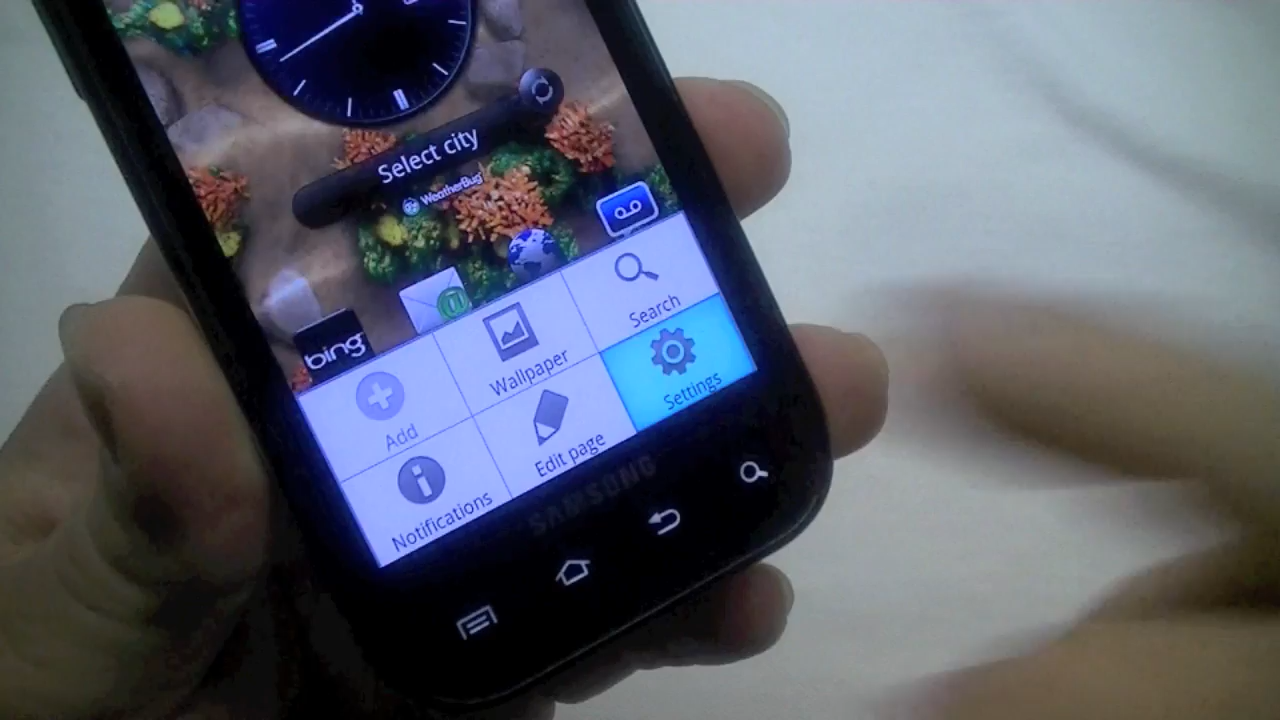 Select city
WeatherBug
bing
@
Add
Wallpaper
Search
Notifications
Edit page
Settings
SAMSUNG